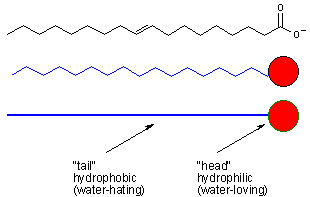 O
O⁻
"tail"
hydrophobic
(water-hating)
"head"
hydrophilic
(water-loving)